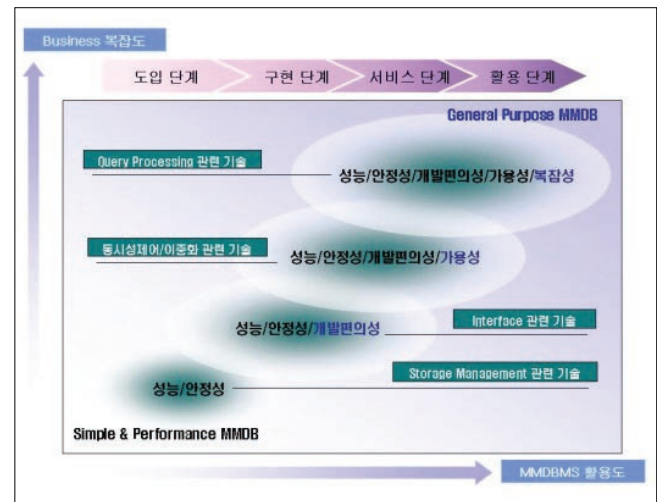 Business 복잡도
도입 단계
구현 단계
서비스 단계
활용 단계
General Purpose MMDB
Query Processing 관련 기술
성능/안정성/개발편의성/가용성/복잡성
동시성제어/이중화 관련 기술
성능/안정성/개발편의성/가용성
성능/안정성/개발편의성
Interface 관련 기술
Storage Management 관련 기술
성능/안정성
Simple & Performance MMDB
MMDBMS 활용도